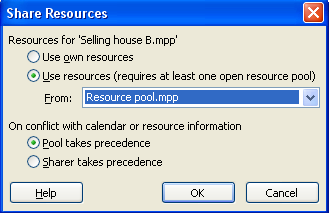 Share Resources
Resources for 'Selling house B.mpp'
Use own resources
Use resources (requires at least one open resource pool)
From: Resource pool.mpp
On conflict with calendar or resource information
Pool takes precedence
Sharer takes precedence
Help OK Cancel